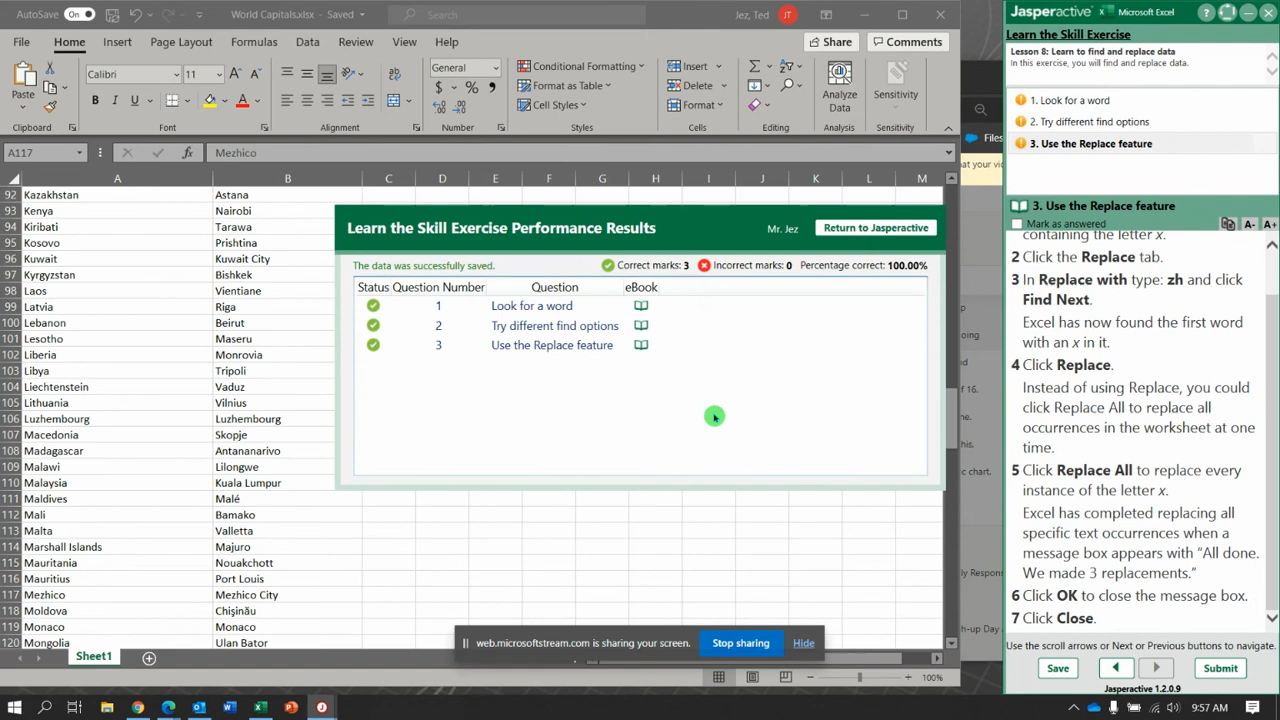 AutoSave On World Capitals.xlsx - Saved Search Jez, Ted JT
File Home Insert Page Layout Formulas Data Review View Help Share Comments
Paste Calibri 11 General Conditional Formatting Insert Analyze Data Sensitivity
B I U A $ % Format as Table Delete
Cell Styles Format
Clipboard Font Alignment Number Styles Cells Editing Analysis Sensitivity
A117 fx Mezhico
A B C D E F G H I J K L M
92 Kazakhstan Astana
93 Kenya Nairobi
94 Kiribati Tarawa
95 Kosovo Prishtina
96 Kuwait Kuwait City
97 Kyrgyzstan Bishkek
98 Laos Vientiane
99 Latvia Riga
100 Lebanon Beirut
101 Lesotho Maseru
102 Liberia Monrovia
103 Libya Tripoli
104 Liechtenstein Vaduz
105 Lithuania Vilnius
106 Luzhembourg Luzhembourg
107 Macedonia Skopje
108 Madagascar Antananarivo
109 Malawi Lilongwe
110 Malaysia Kuala Lumpur
111 Maldives Malé
112 Mali Bamako
113 Malta Valletta
114 Marshall Islands Majuro
115 Mauritania Nouakchott
116 Mauritius Port Louis
117 Mezhico Mezhico City
118 Moldova Chişinău
119 Monaco Monaco
120 Mongolia Ulan Bator
Sheet1
100%
Learn the Skill Exercise Performance Results Mr. Jez Return to Jasperactive
The data was successfully saved. Correct marks: 3 Incorrect marks: 0 Percentage correct: 100.00%
Status Question Number Question eBook
1 Look for a word
2 Try different find options
3 Use the Replace feature
web.microsoftstream.com is sharing your screen. Stop sharing Hide
Files
Jasperactive Microsoft Excel
Learn the Skill Exercise
Lesson 8: Learn to find and replace data
In this exercise, you will find and replace data.
1. Look for a word
2. Try different find options
3. Use the Replace feature
3. Use the Replace feature
Mark as answered A- A+
containing the letter x.
2 Click the Replace tab.
3 In Replace with type: zh and click
Find Next.
Excel has now found the first word
with an x in it.
4 Click Replace.
Instead of using Replace, you could
click Replace All to replace all
occurrences in the worksheet at one
time.
5 Click Replace All to replace every
instance of the letter x.
Excel has completed replacing all
specific text occurrences when a
message box appears with “All done.
We made 3 replacements.”
6 Click OK to close the message box.
7 Click Close.
Use the scroll arrows or Next or Previous buttons to navigate.
Save Submit
Jasperactive 1.2.0.9
9:57 AM